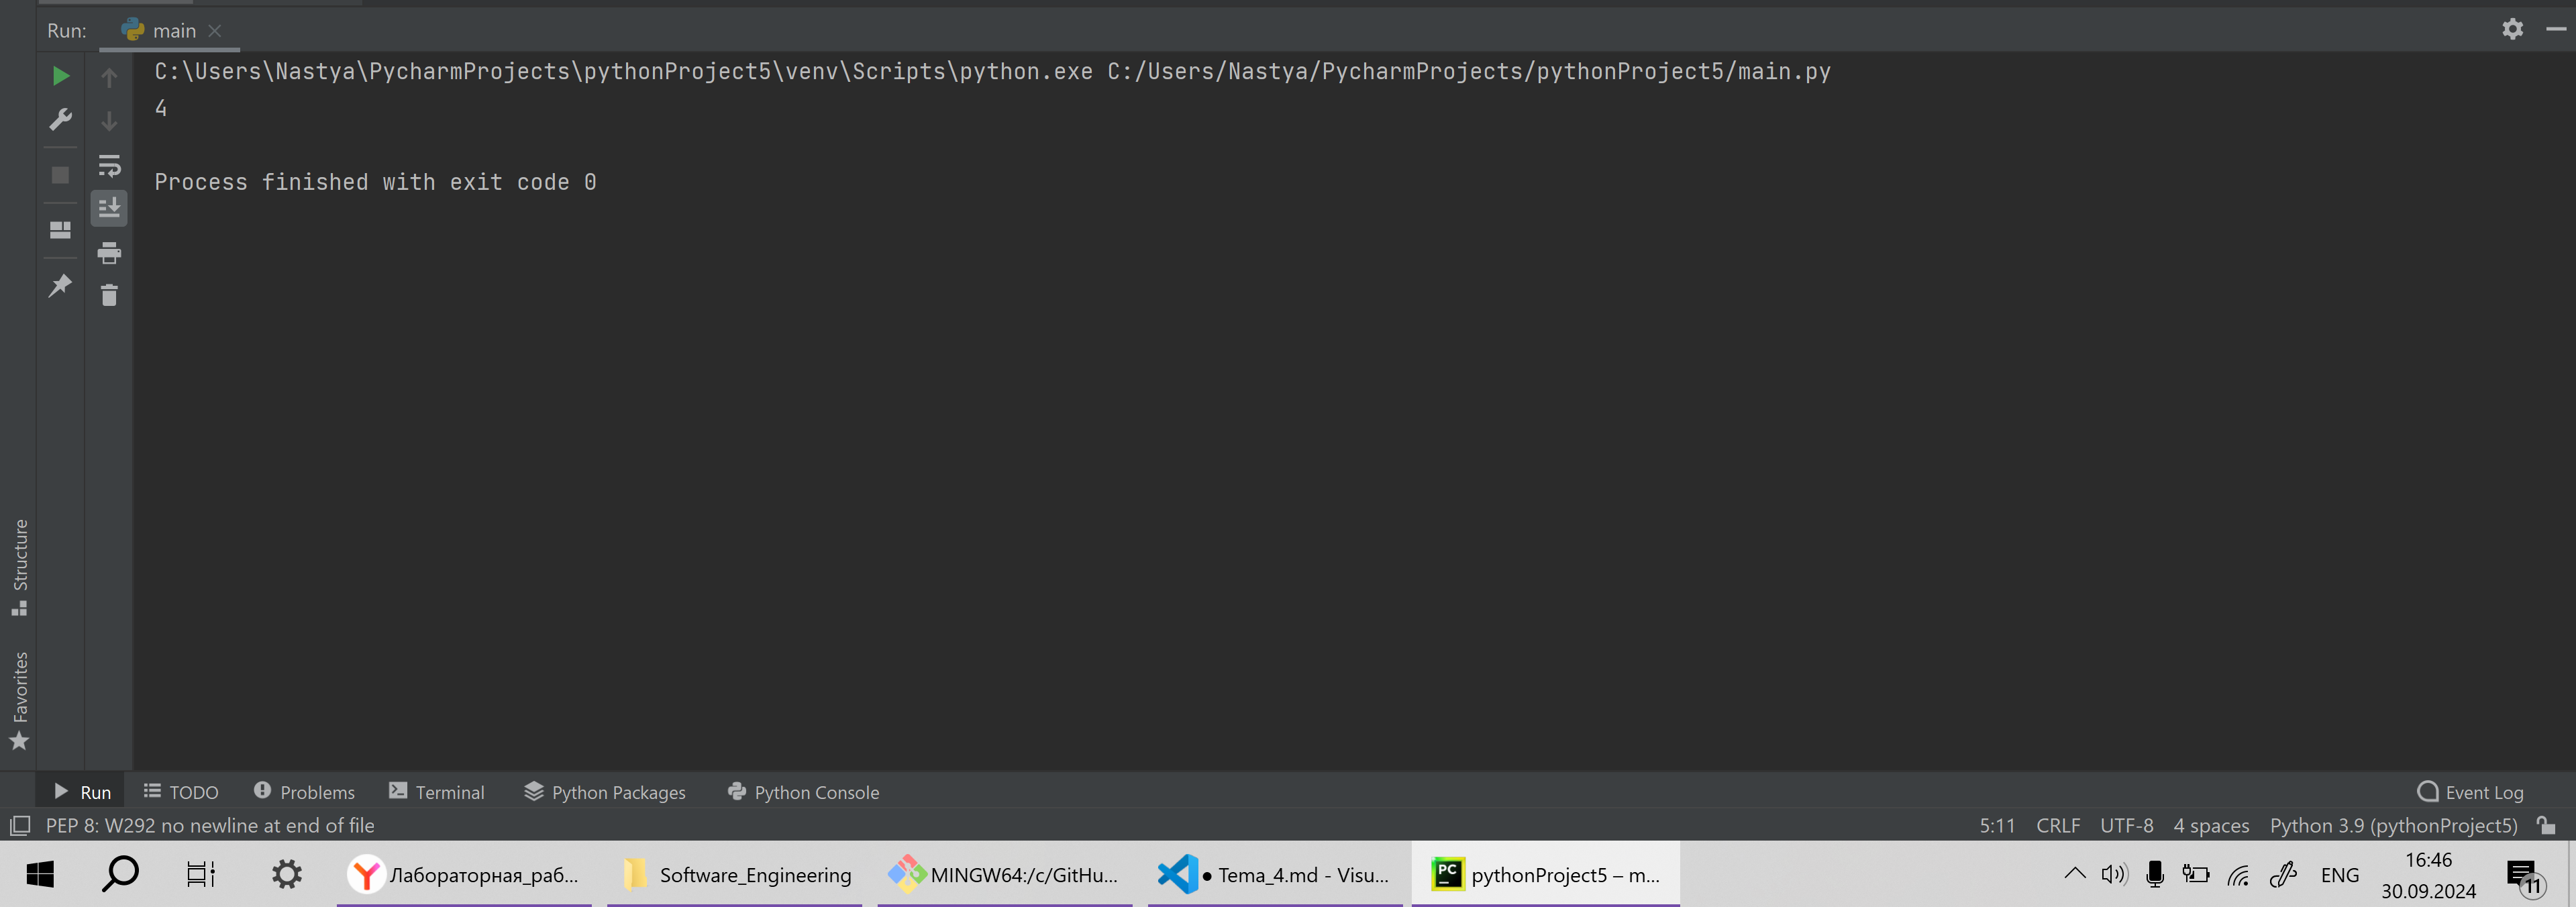 Run: main
C:\Users\Nastya\PycharmProjects\pythonProject5\venv\Scripts\python.exe C:/Users/Nastya/PycharmProjects/pythonProject5/main.py
4
Process finished with exit code 0
Structure
Favorites
Run TODO Problems Terminal Python Packages Python Console Event Log
PEP 8: W292 no newline at end of file 5:11 CRLF UTF-8 4 spaces Python 3.9 (pythonProject5)
Лабораторная_раб... Software_Engineering MINGW64:/c/GitHu... ● Tema_4.md - Visu... PC pythonProject5 – m... ENG 16:46
30.09.2024 11